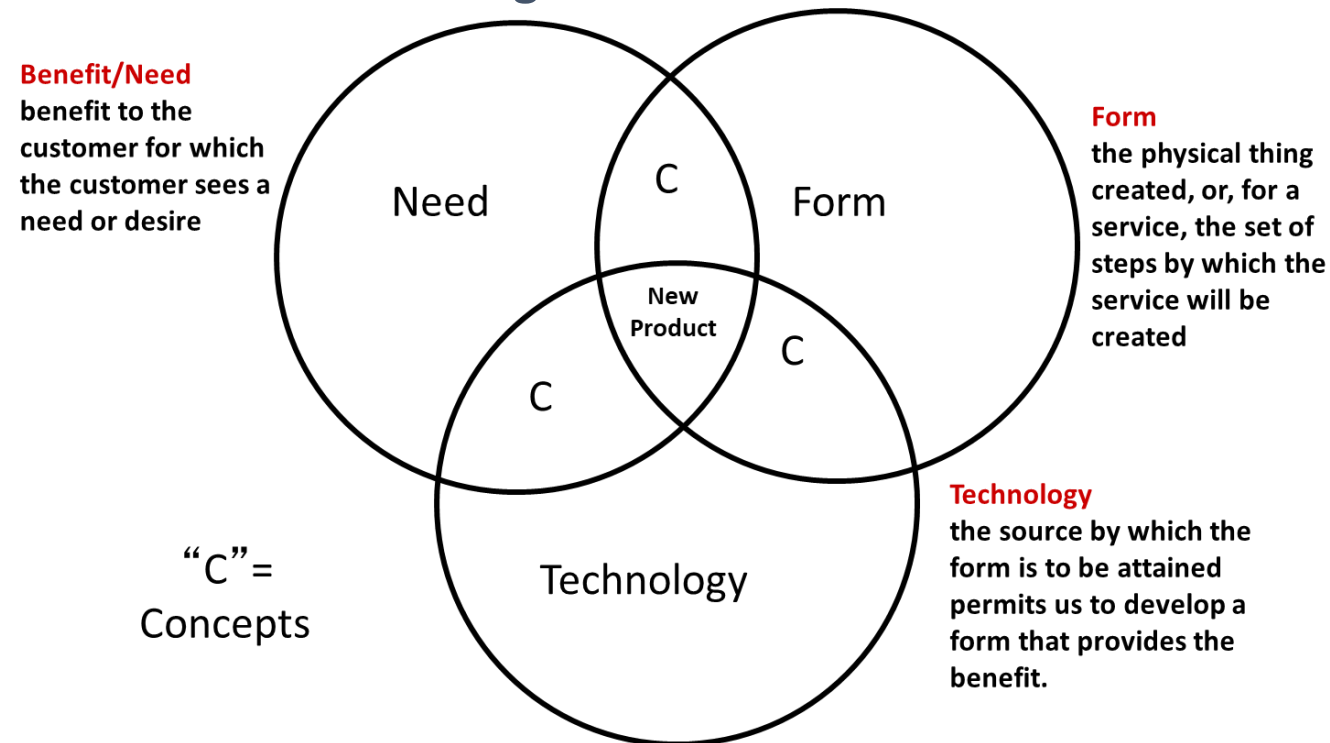 Benefit/Need
benefit to the
customer for which
the customer sees a
need or desire
Need
C
Form
Form
the physical thing
created, or, for a
service, the set of
steps by which the
service will be
created
New
Product
C
C
Technology
the source by which the
form is to be attained
permits us to develop a
form that provides the
benefit.
Technology
“C”=
Concepts